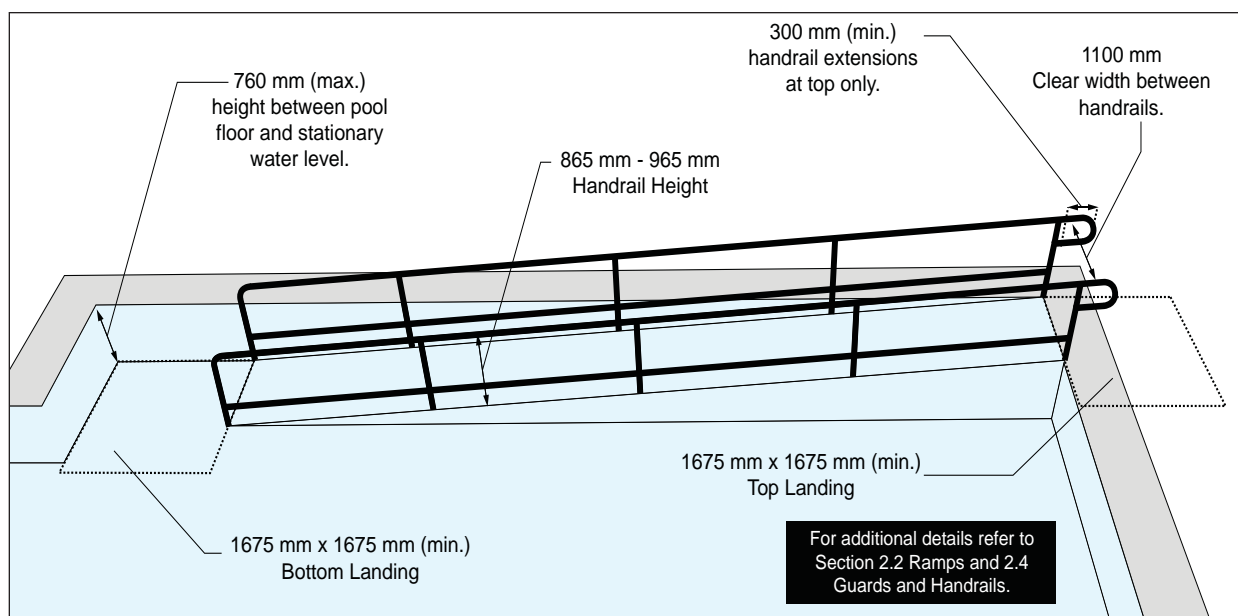 300 mm (min.)
handrail extensions
at top only.
1100 mm
Clear width between
handrails.
760 mm (max.)
height between pool
floor and stationary
water level.
865 mm - 965 mm
Handrail Height
1675 mm x 1675 mm (min.)
Top Landing
1675 mm x 1675 mm (min.)
Bottom Landing
For additional details refer to
Section 2.2 Ramps and 2.4
Guards and Handrails.